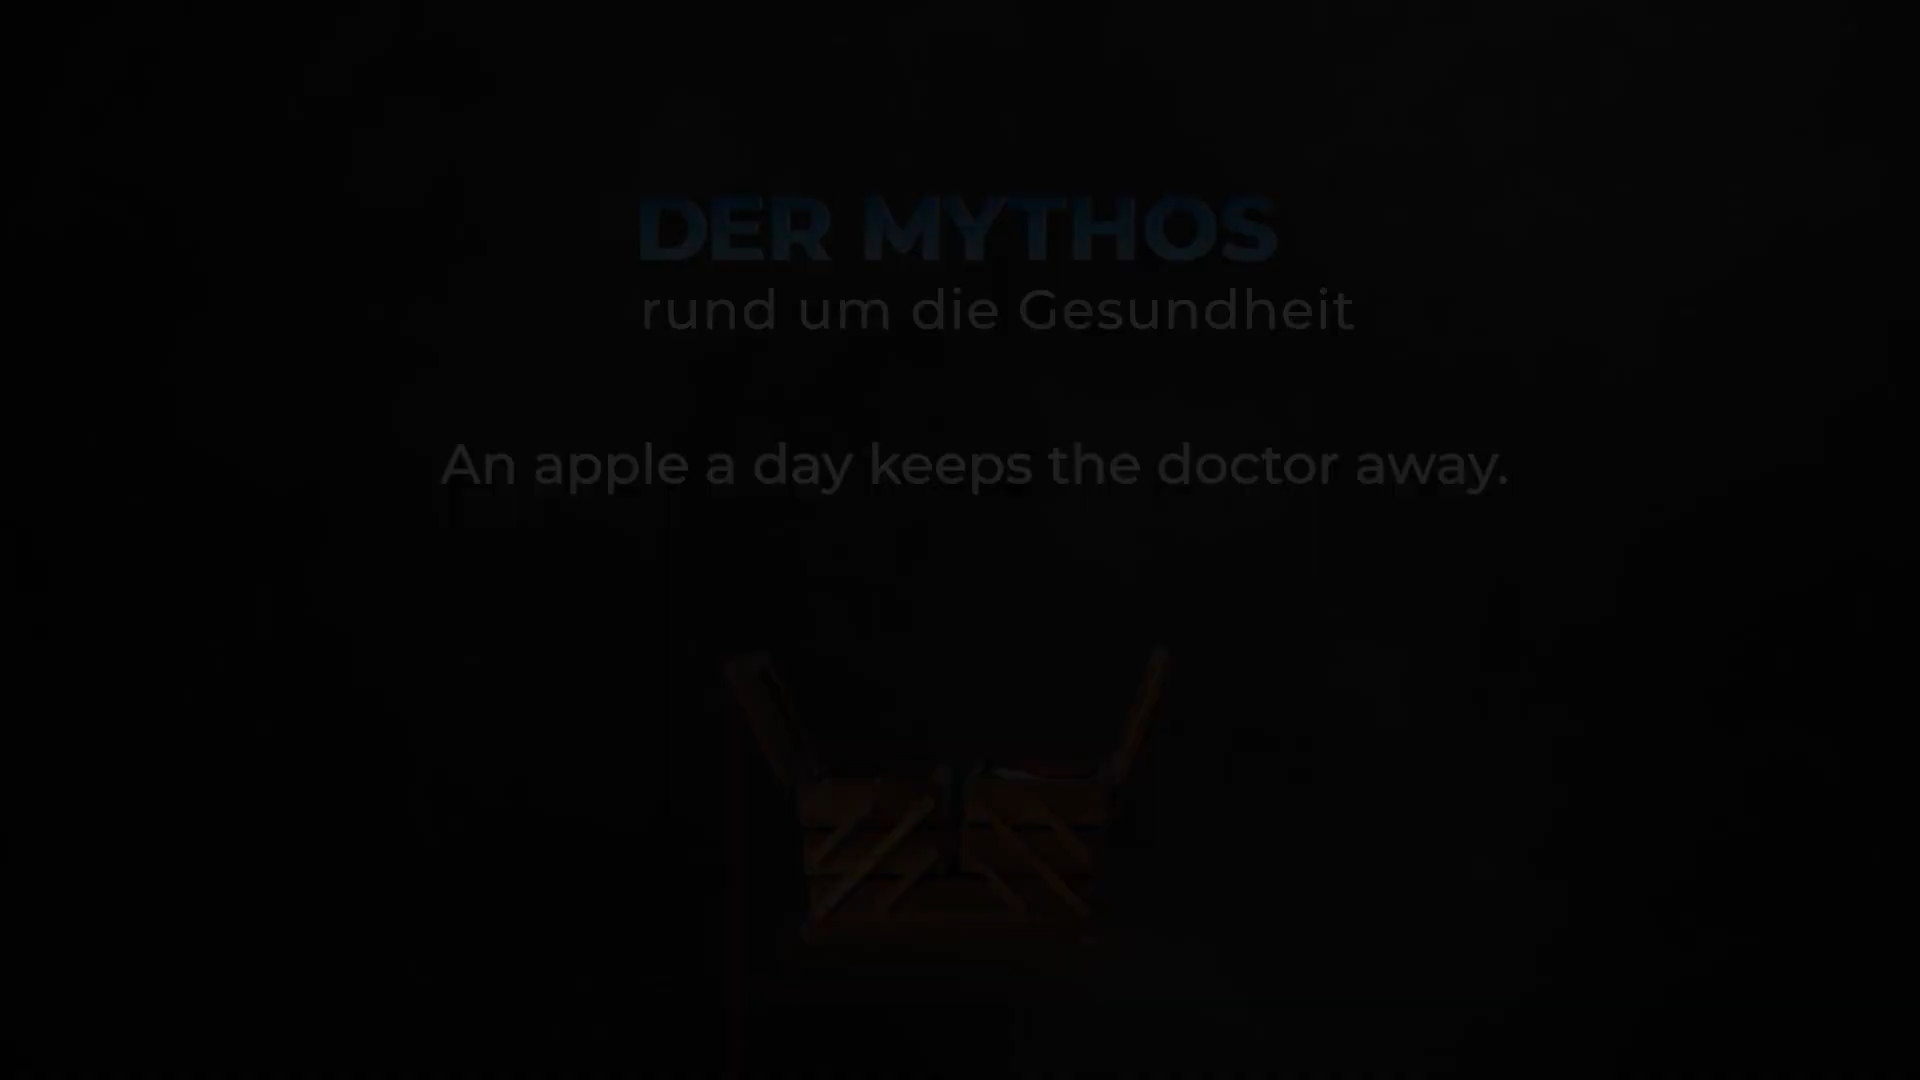 DER MYTHOS
rund um die Gesundheit
An apple a day keeps the doctor away.